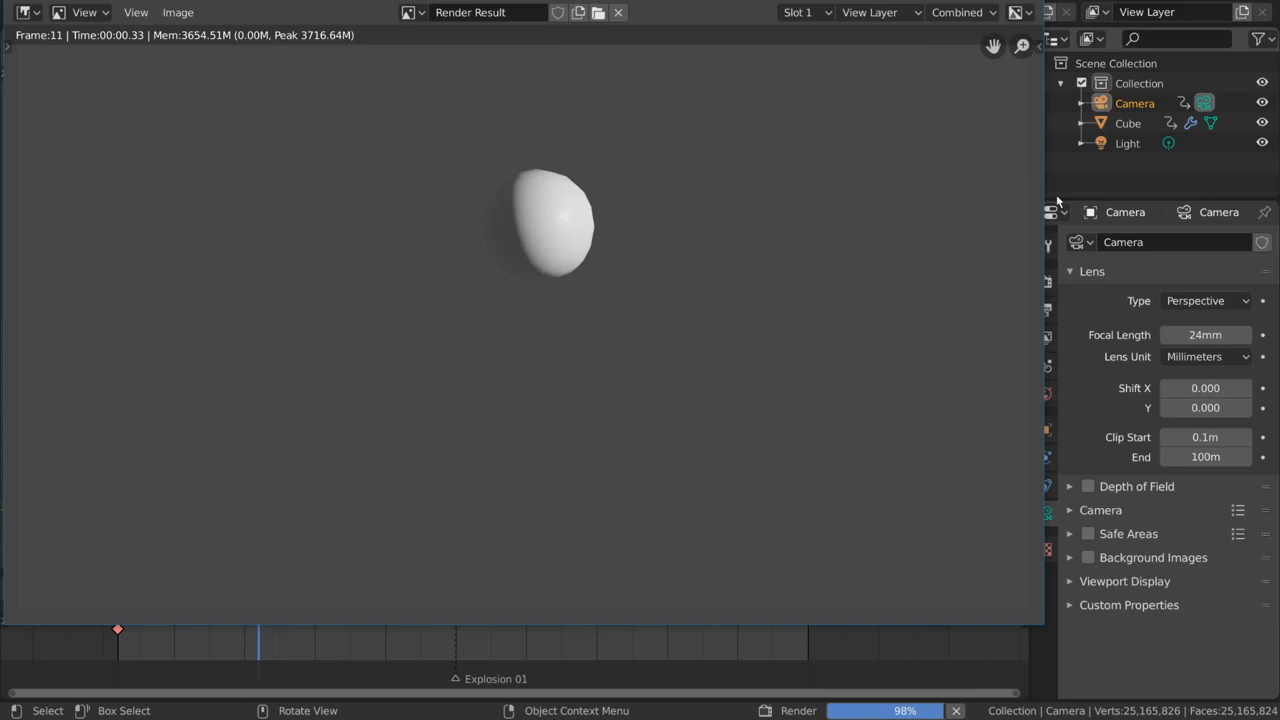 View View Image Render Result Slot 1 View Layer Combined View Layer
Frame:11 | Time:00:00.33 | Mem:3654.51M (0.00M, Peak 3716.64M)
Scene Collection
Collection
Camera
Cube
Light
Camera Camera
Camera
Lens
Type Perspective
Focal Length 24mm
Lens Unit Millimeters
Shift X 0.000
Y 0.000
Clip Start 0.1m
End 100m
Depth of Field
Camera
Safe Areas
Background Images
Viewport Display
Custom Properties
Explosion 01
Select Box Select Rotate View Object Context Menu Render 98% Collection | Camera | Verts:25,165,826 | Faces:25,165,824